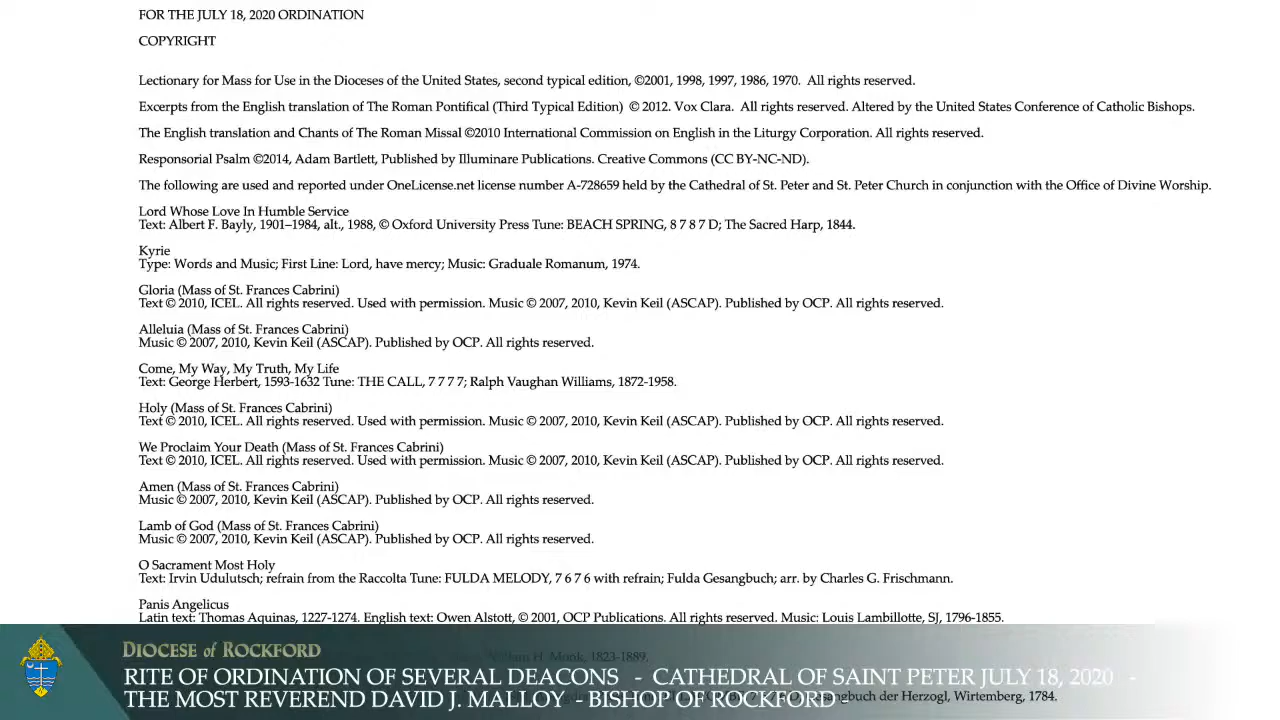 FOR THE JULY 18, 2020 ORDINATION
COPYRIGHT
Lectionary for Mass for Use in the Dioceses of the United States, second typical edition, ©2001, 1998, 1997, 1986, 1970.  All rights reserved.
Excerpts from the English translation of The Roman Pontifical (Third Typical Edition)  © 2012. Vox Clara.  All rights reserved. Altered by the United States Conference of Catholic Bishops.
The English translation and Chants of The Roman Missal ©2010 International Commission on English in the Liturgy Corporation. All rights reserved.
Responsorial Psalm ©2014, Adam Bartlett, Published by Illuminare Publications. Creative Commons (CC BY-NC-ND).
The following are used and reported under OneLicense.net license number A-728659 held by the Cathedral of St. Peter and St. Peter Church in conjunction with the Office of Divine Worship.
Lord Whose Love In Humble Service
Text: Albert F. Bayly, 1901–1984, alt., 1988, © Oxford University Press Tune: BEACH SPRING, 8 7 8 7 D; The Sacred Harp, 1844.
Kyrie
Type: Words and Music; First Line: Lord, have mercy; Music: Graduale Romanum, 1974.
Gloria (Mass of St. Frances Cabrini)
Text © 2010, ICEL. All rights reserved. Used with permission. Music © 2007, 2010, Kevin Keil (ASCAP). Published by OCP. All rights reserved.
Alleluia (Mass of St. Frances Cabrini)
Music © 2007, 2010, Kevin Keil (ASCAP). Published by OCP. All rights reserved.
Come, My Way, My Truth, My Life
Text: George Herbert, 1593-1632 Tune: THE CALL, 7 7 7 7; Ralph Vaughan Williams, 1872-1958.
Holy (Mass of St. Frances Cabrini)
Text © 2010, ICEL. All rights reserved. Used with permission. Music © 2007, 2010, Kevin Keil (ASCAP). Published by OCP. All rights reserved.
We Proclaim Your Death (Mass of St. Frances Cabrini)
Text © 2010, ICEL. All rights reserved. Used with permission. Music © 2007, 2010, Kevin Keil (ASCAP). Published by OCP. All rights reserved.
Amen (Mass of St. Frances Cabrini)
Music © 2007, 2010, Kevin Keil (ASCAP). Published by OCP. All rights reserved.
Lamb of God (Mass of St. Frances Cabrini)
Music © 2007, 2010, Kevin Keil (ASCAP). Published by OCP. All rights reserved.
O Sacrament Most Holy
Text: Irvin Udulutsch; refrain from the Raccolta Tune: FULDA MELODY, 7 6 7 6 with refrain; Fulda Gesangbuch; arr. by Charles G. Frischmann.
Panis Angelicus
Latin text: Thomas Aquinas, 1227-1274. English text: Owen Alstott, © 2001, OCP Publications. All rights reserved. Music: Louis Lambillotte, SJ, 1796-1855.
DIOCESE of ROCKFORD
H. Monk, 1823-1889.
RITE OF ORDINATION OF SEVERAL DEACONS   -   CATHEDRAL OF SAINT PETER JULY 18, 2020   -
THE MOST REVEREND DAVID J. MALLOY  - BISHOP OF ROCKFORD -
Gesangbuch der Herzogl, Wirtemberg, 1784.